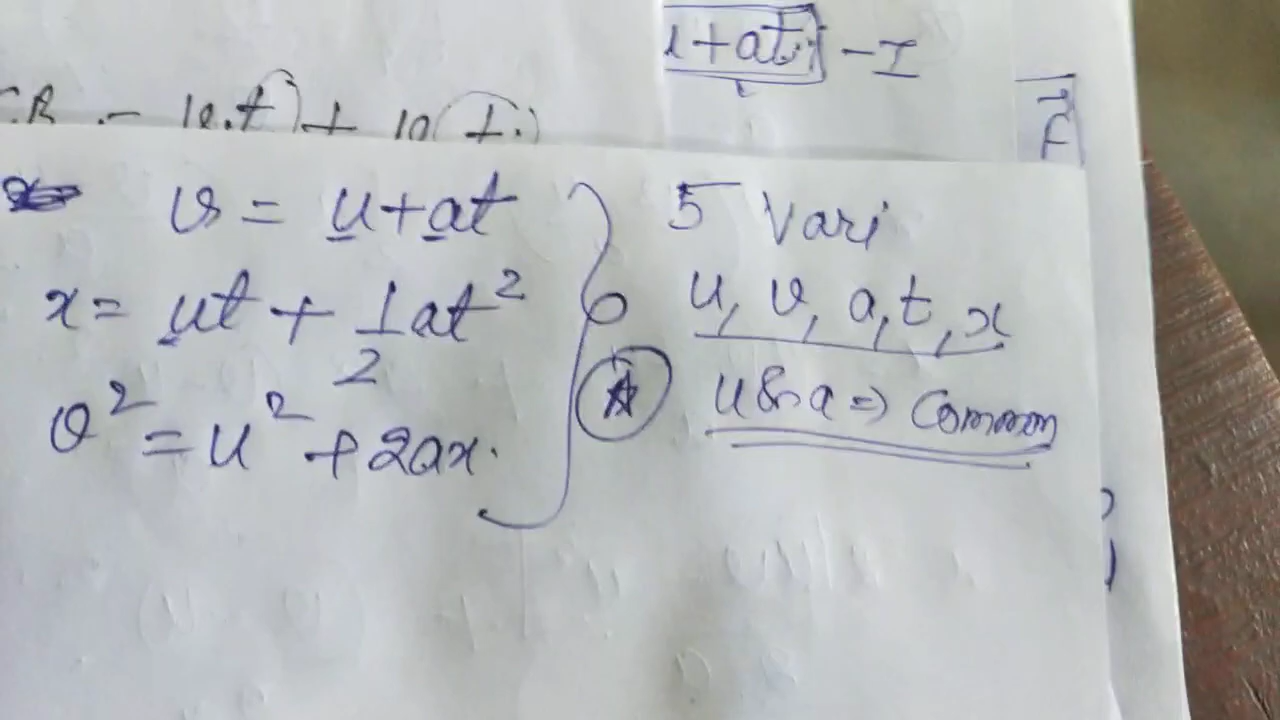 u+at -I
v = u+at
x = ut + 1/2 at²
v² = u² + 2ax.
5 Vari
u, v, a, t, x
u & a => Common